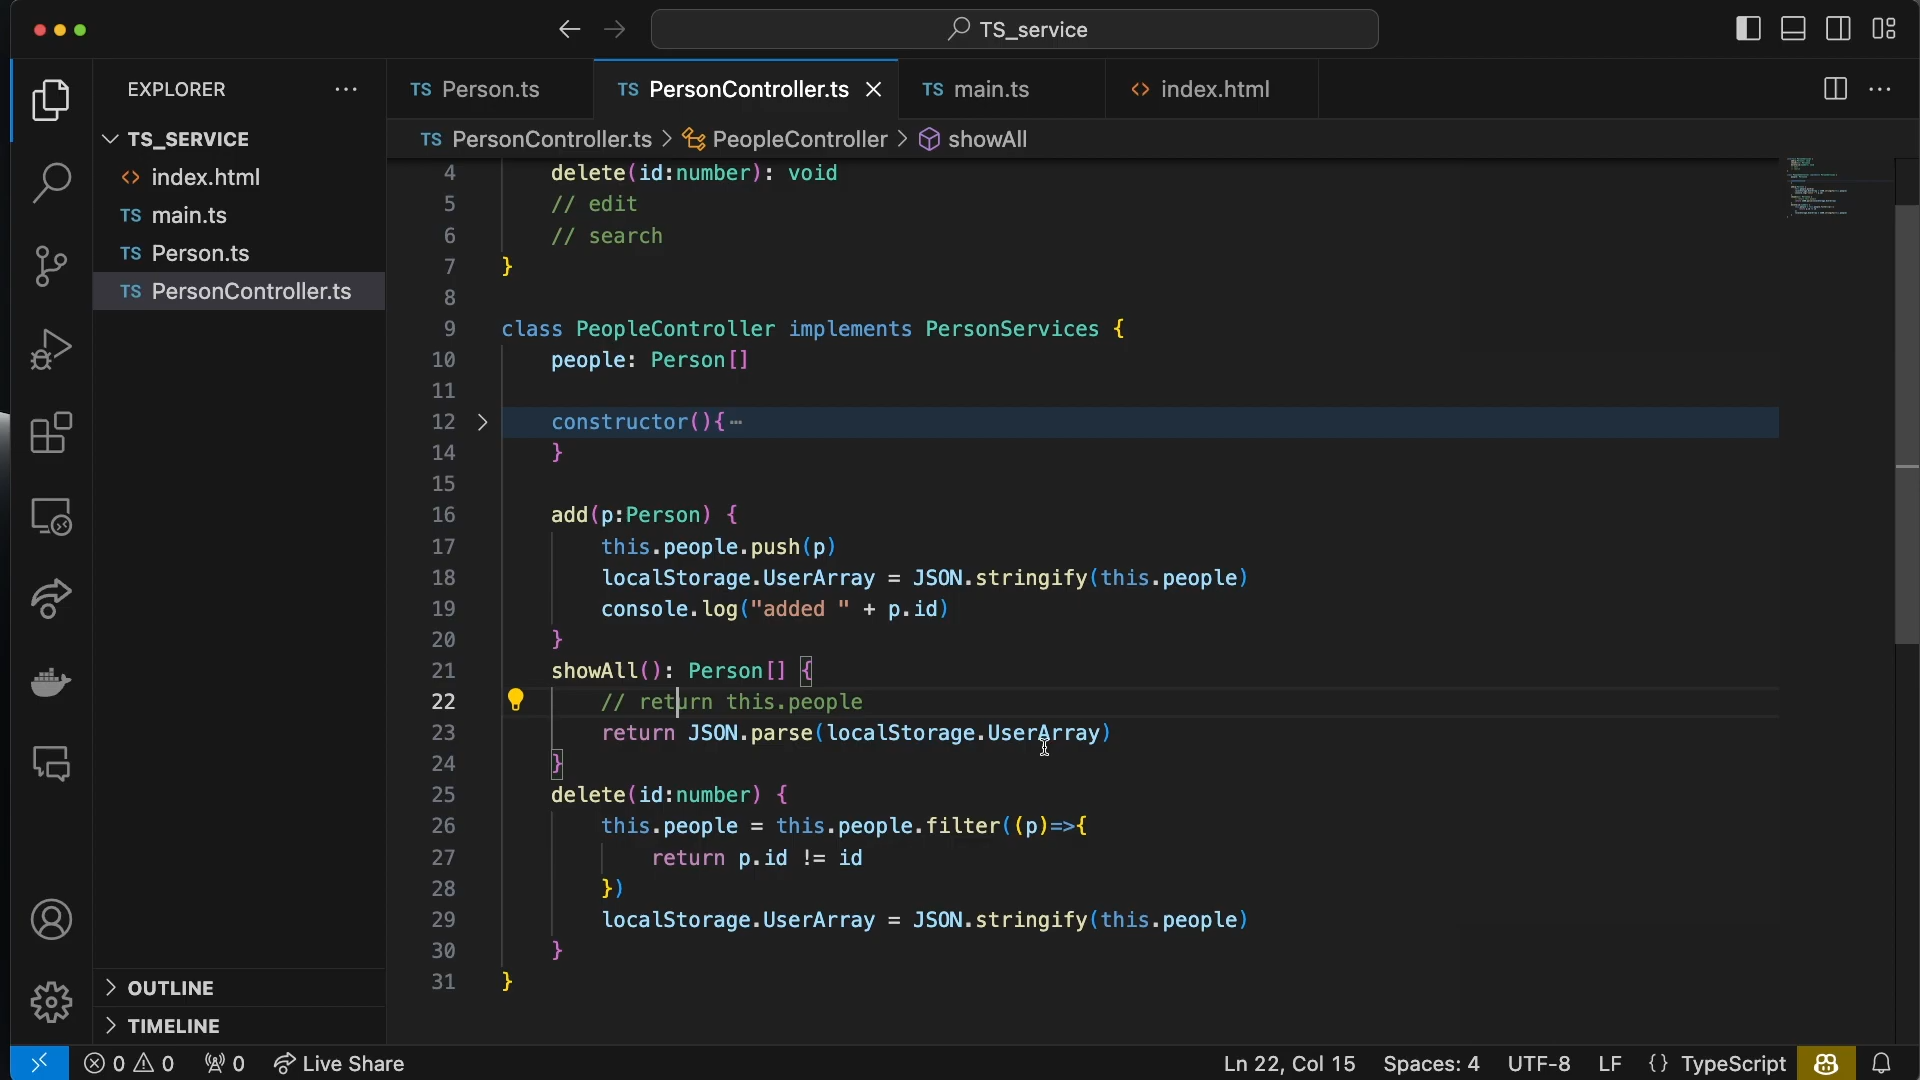 TS_service
EXPLORER
TS Person.ts
TS PersonController.ts
TS main.ts
<> index.html
TS_SERVICE
TS PersonController.ts > PeopleController > showAll
<> index.html
TS main.ts
TS Person.ts
TS PersonController.ts
4 delete(id:number): void
5 // edit
6 // search
7 }
8
9 class PeopleController implements PersonServices {
10 people: Person[]
11
12 constructor(){⋯
14 }
15
16 add(p:Person) {
17 this.people.push(p)
18 localStorage.UserArray = JSON.stringify(this.people)
19 console.log("added " + p.id)
20 }
21 showAll(): Person[] {
22 // return this.people
23 return JSON.parse(localStorage.UserArray)
24 }
25 delete(id:number) {
26 this.people = this.people.filter((p)=>{
27 return p.id != id
28 })
29 localStorage.UserArray = JSON.stringify(this.people)
30 }
31 }
OUTLINE
TIMELINE
0 0 0 Live Share
Ln 22, Col 15 Spaces: 4 UTF-8 LF {} TypeScript